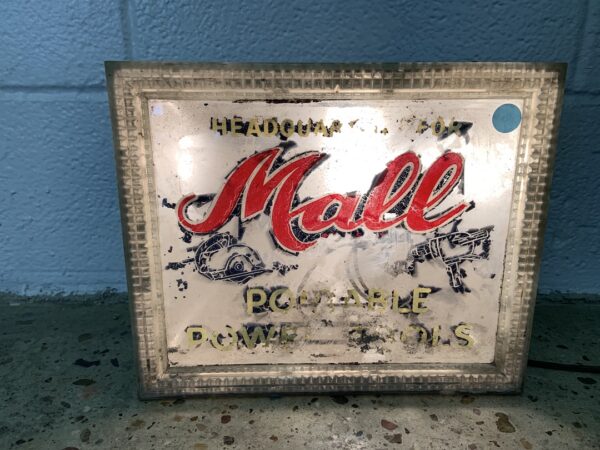 HEADQUARTERS FOR
Mall
PORTABLE
POWER TOOLS